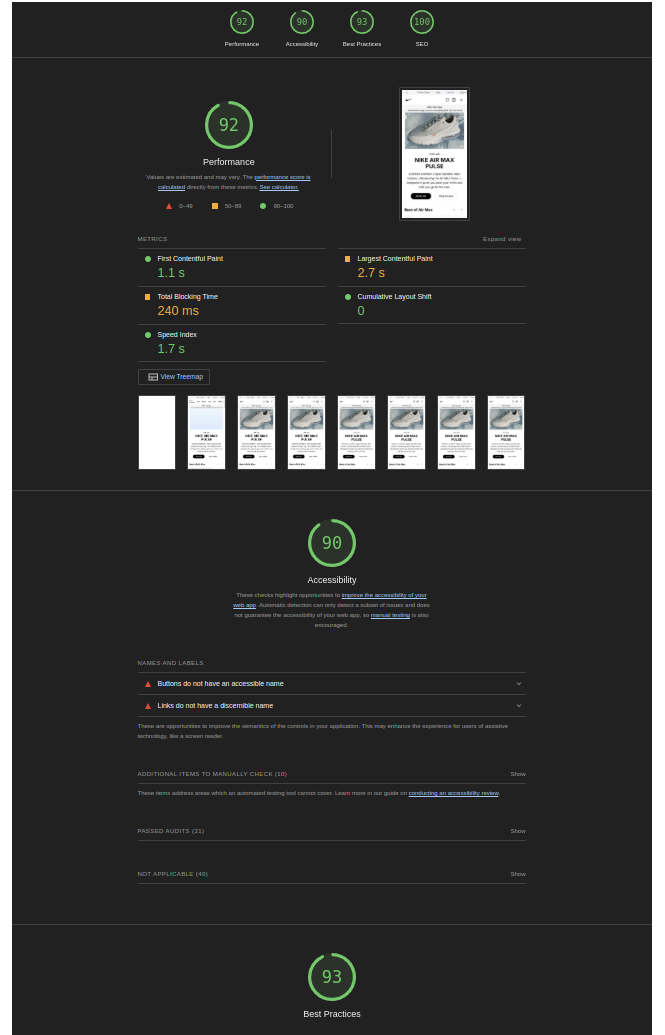 92
90
93
100
Performance
Accessibility
Best Practices
SEO
92
Performance
Values are estimated and may vary. The performance score is
calculated directly from these metrics. See calculator.
0–49
50–89
90–100
NIKE AIR MAX
PULSE
Best of Air Max
METRICS
Expand view
First Contentful Paint
1.1 s
Largest Contentful Paint
2.7 s
Total Blocking Time
240 ms
Cumulative Layout Shift
0
Speed Index
1.7 s
View Treemap
90
Accessibility
These checks highlight opportunities to improve the accessibility of your
web app. Automatic detection can only detect a subset of issues and does
not guarantee the accessibility of your web app, so manual testing is also
encouraged.
NAMES AND LABELS
Buttons do not have an accessible name
Links do not have a discernible name
These are opportunities to improve the semantics of the controls in your application. This may enhance the experience for users of assistive
technology, like a screen reader.
ADDITIONAL ITEMS TO MANUALLY CHECK (10)
Show
These items address areas which an automated testing tool cannot cover. Learn more in our guide on conducting an accessibility review.
PASSED AUDITS (21)
Show
NOT APPLICABLE (40)
Show
93
Best Practices